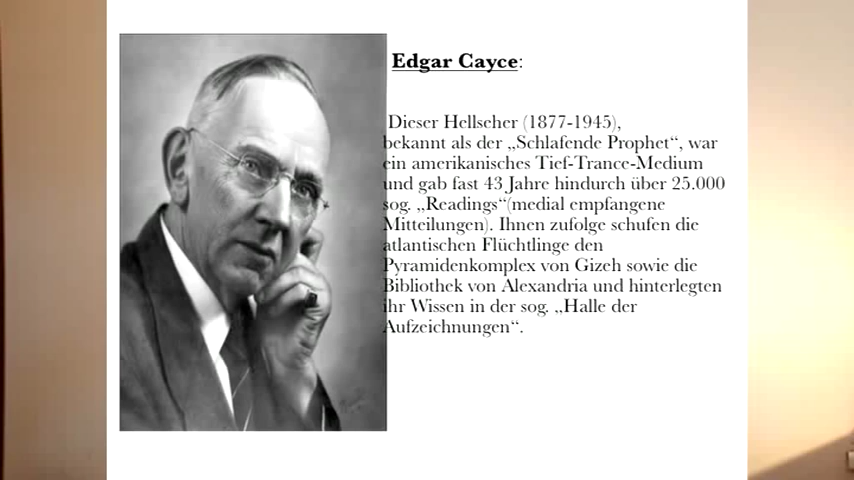 Edgar Cayce:
Dieser Hellseher (1877-1945),
bekannt als der „Schlafende Prophet“, war
ein amerikanisches Tief-Trance-Medium
und gab fast 43 Jahre hindurch über 25.000
sog. „Readings“(medial empfangene
Mitteilungen). Ihnen zufolge schufen die
atlantischen Flüchtlinge den
Pyramidenkomplex von Gizeh sowie die
Bibliothek von Alexandria und hinterlegten
ihr Wissen in der sog. „Halle der
Aufzeichnungen“.